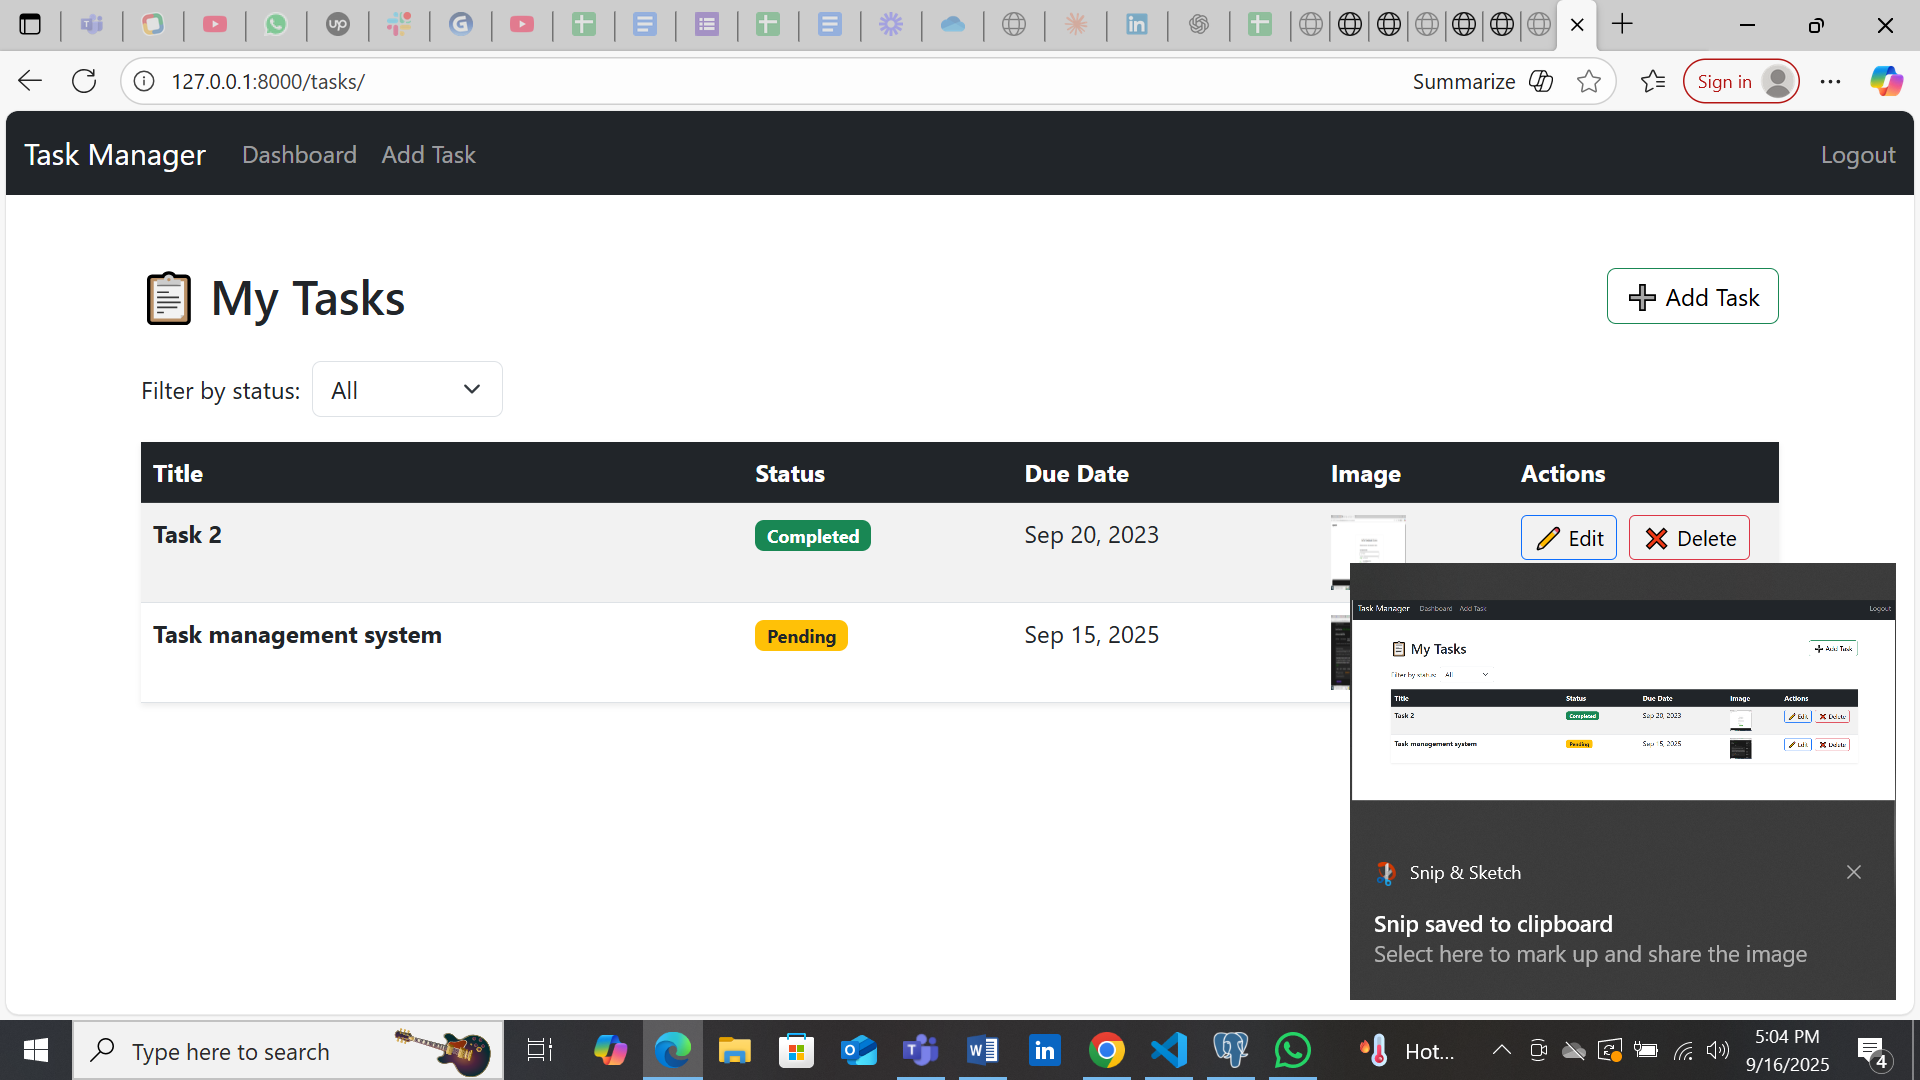 up
G
in
127.0.0.1:8000/tasks/
Summarize
Sign in
Task Manager
Dashboard
Add Task
Logout
My Tasks
Add Task
Filter by status:
All
Title Status Due Date Image Actions
Task 2 Completed Sep 20, 2023 Edit Delete
Task management system Pending Sep 15, 2025
Task Manager Dashboard Add Task Logout
My Tasks
Add Task
Filter by status: All
Title Status Due Date Image Actions
Task 2 Completed Sep 20, 2023 Edit Delete
Task management system Pending Sep 15, 2025 Edit Delete
Snip & Sketch
Snip saved to clipboard
Select here to mark up and share the image
Type here to search
Hot...
5:04 PM
9/16/2025
4